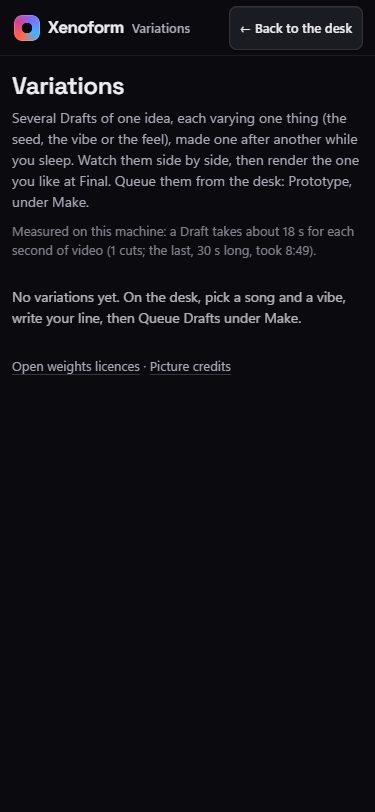 Xenoform Variations
← Back to the desk
Variations
Several Drafts of one idea, each varying one thing (the
seed, the vibe or the feel), made one after another while
you sleep. Watch them side by side, then render the one
you like at Final. Queue them from the desk: Prototype,
under Make.
Measured on this machine: a Draft takes about 18 s for each
second of video (1 cuts; the last, 30 s long, took 8:49).
No variations yet. On the desk, pick a song and a vibe,
write your line, then Queue Drafts under Make.
Open weights licences · Picture credits